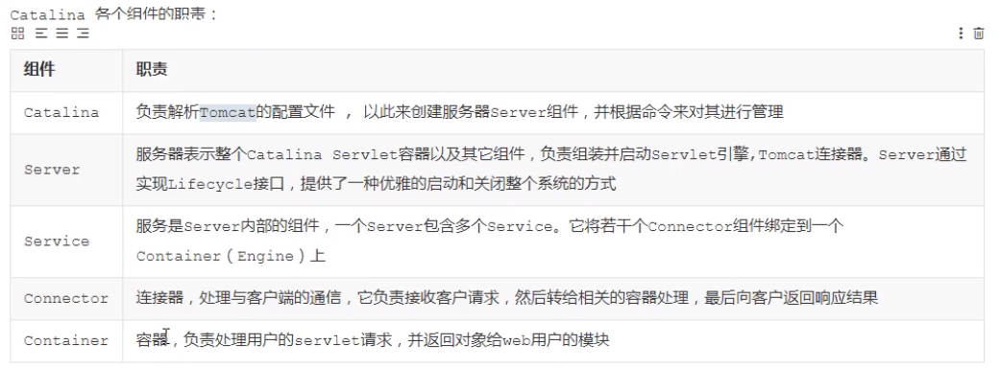 Catalina 各个组件的职责：
组件 职责
Catalina 负责解析Tomcat的配置文件 ， 以此来创建服务器Server组件，并根据命令来对其进行管理
Server 服务器表示整个Catalina Servlet容器以及其它组件，负责组装并启动Servlet引擎,Tomcat连接器。Server通过
实现Lifecycle接口，提供了一种优雅的启动和关闭整个系统的方式
Service 服务是Server内部的组件，一个Server包含多个Service。它将若干个Connector组件绑定到一个
Container（Engine）上
Connector 连接器，处理与客户端的通信，它负责接收客户请求，然后转给相关的容器处理，最后向客户返回响应结果
Container 容器，负责处理用户的servlet请求，并返回对象给web用户的模块